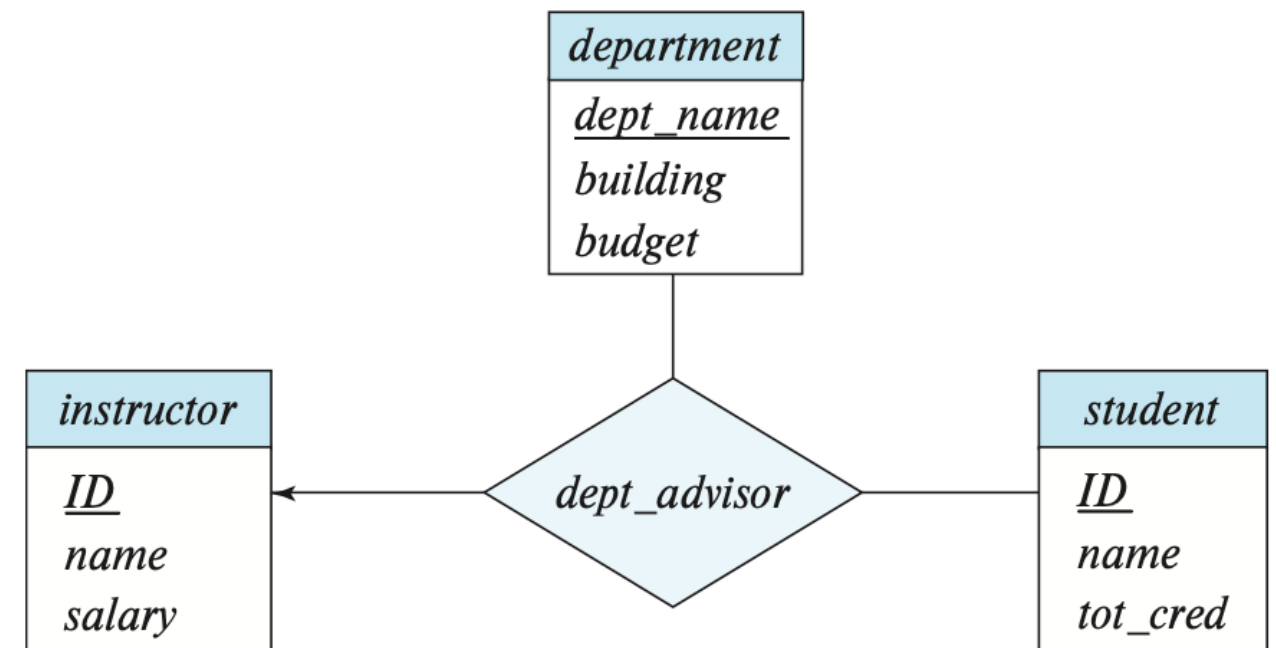 department
dept_name
building
budget
instructor
ID
name
salary
dept_advisor
student
ID
name
tot_cred